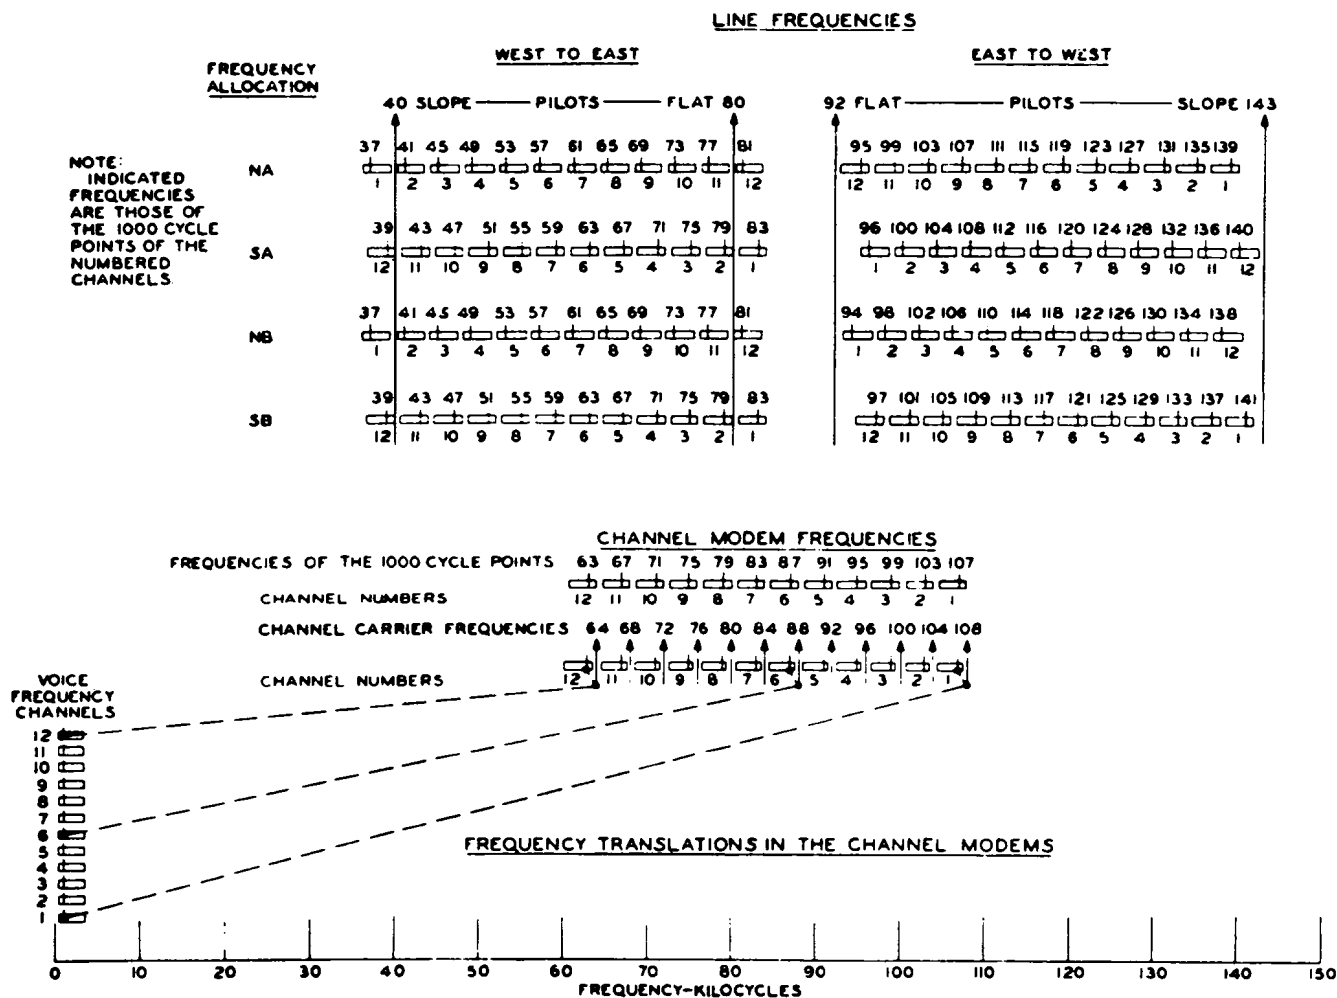 LINE FREQUENCIES
FREQUENCY
ALLOCATION
WEST TO EAST
EAST TO WEST
40 SLOPE PILOTS FLAT 80
92 FLAT PILOTS SLOPE 143
NOTE:
INDICATED
FREQUENCIES
ARE THOSE OF
THE 1000 CYCLE
POINTS OF THE
NUMBERED
CHANNELS
37 41 45 49 53 57 61 65 69 73 77 81
95 99 103 107 111 115 119 123 127 131 135 139
NA
1 2 3 4 5 6 7 8 9 10 11 12
12 11 10 9 8 7 6 5 4 3 2 1
39 43 47 51 55 59 63 67 71 75 79 83
96 100 104 108 112 116 120 124 128 132 136 140
SA
12 11 10 9 8 7 6 5 4 3 2 1
1 2 3 4 5 6 7 8 9 10 11 12
37 41 45 49 53 57 61 65 69 73 77 81
94 98 102 106 110 114 118 122 126 130 134 138
NB
1 2 3 4 5 6 7 8 9 10 11 12
1 2 3 4 5 6 7 8 9 10 11 12
39 43 47 51 55 59 63 67 71 75 79 83
97 101 105 109 113 117 121 125 129 133 137 141
SB
12 11 10 9 8 7 6 5 4 3 2 1
12 11 10 9 8 7 6 5 4 3 2 1
CHANNEL MODEM FREQUENCIES
FREQUENCIES OF THE 1000 CYCLE POINTS 63 67 71 75 79 83 87 91 95 99 103 107
CHANNEL NUMBERS 12 11 10 9 8 7 6 5 4 3 2 1
CHANNEL CARRIER FREQUENCIES 64 68 72 76 80 84 88 92 96 100 104 108
CHANNEL NUMBERS 12 11 10 9 8 7 6 5 4 3 2 1
VOICE
FREQUENCY
CHANNELS
12
11
10
9
8
7
6
5
4
3
2
1
FREQUENCY TRANSLATIONS IN THE CHANNEL MODEMS
0 10 20 30 40 50 60 70 80 90 100 110 120 130 140 150
FREQUENCY-KILOCYCLES